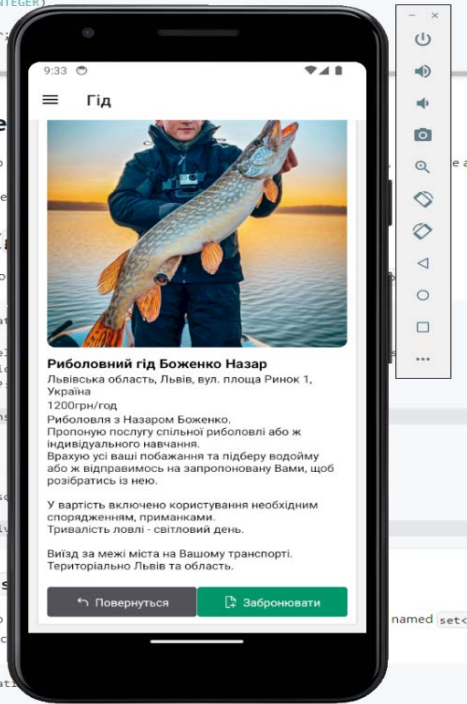 INTEGER)
9:33
Гід
Риболовний гід Боженко Назар
Львівська область, Львів, вул. площа Ринок 1,
Україна
1200грн/год
Риболовля з Назаром Боженко.
Пропоную послугу спільної риболовлі або ж
індивідуального навчання.
Врахую усі ваші побажання та підберу водойму
або ж відправимось на запропоновану Вами, щоб
розібратись із нею.
У вартість включено користування необхідним
спорядженням, приманками.
Тривалість ловлі - світловий день.
Виїзд за межі міста на Вашому транспорті.
Територіально Львів та область.
Повернуться
Забронювати
named set<